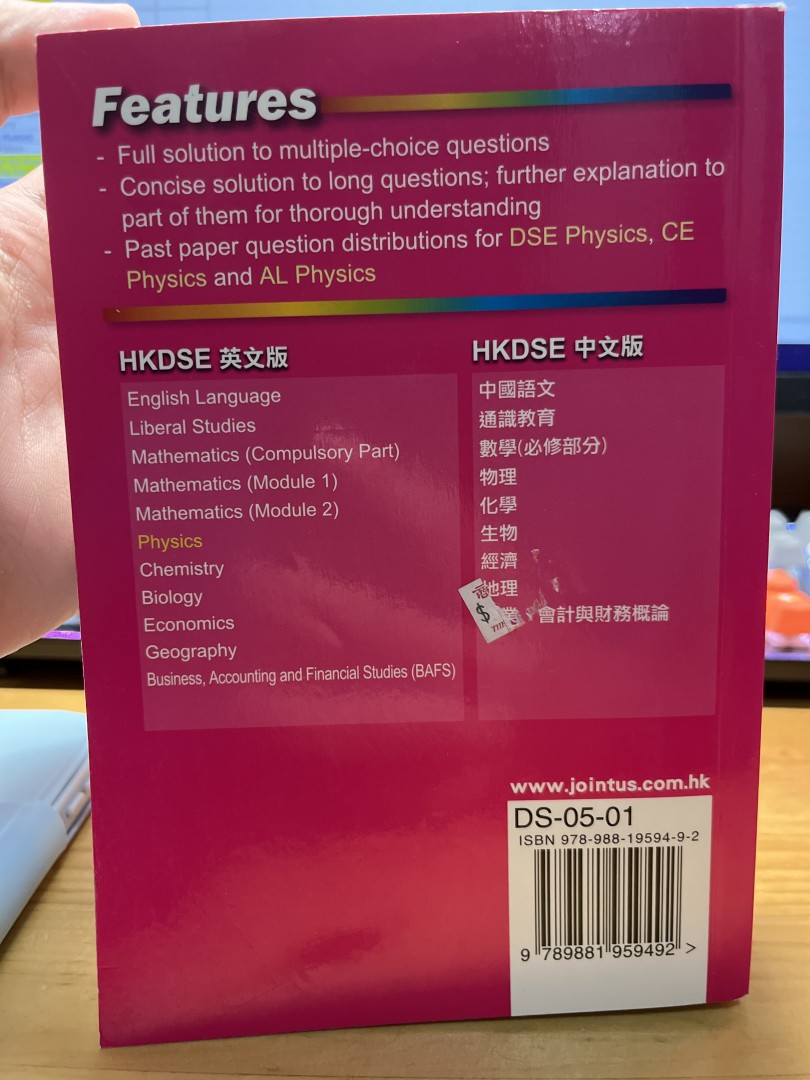 Features
- Full solution to multiple-choice questions
- Concise solution to long questions; further explanation to
part of them for thorough understanding
- Past paper question distributions for DSE Physics, CE
Physics and AL Physics
HKDSE 英文版
English Language
Liberal Studies
Mathematics (Compulsory Part)
Mathematics (Module 1)
Mathematics (Module 2)
Physics
Chemistry
Biology
Economics
Geography
Business, Accounting and Financial Studies (BAFS)
HKDSE 中文版
中國語文
通識教育
數學(必修部分)
物理
化學
生物
經濟
地理
、會計與財務概論
$
www.jointus.com.hk
DS-05-01
ISBN 978-988-19594-9-2
9 789881 959492 >